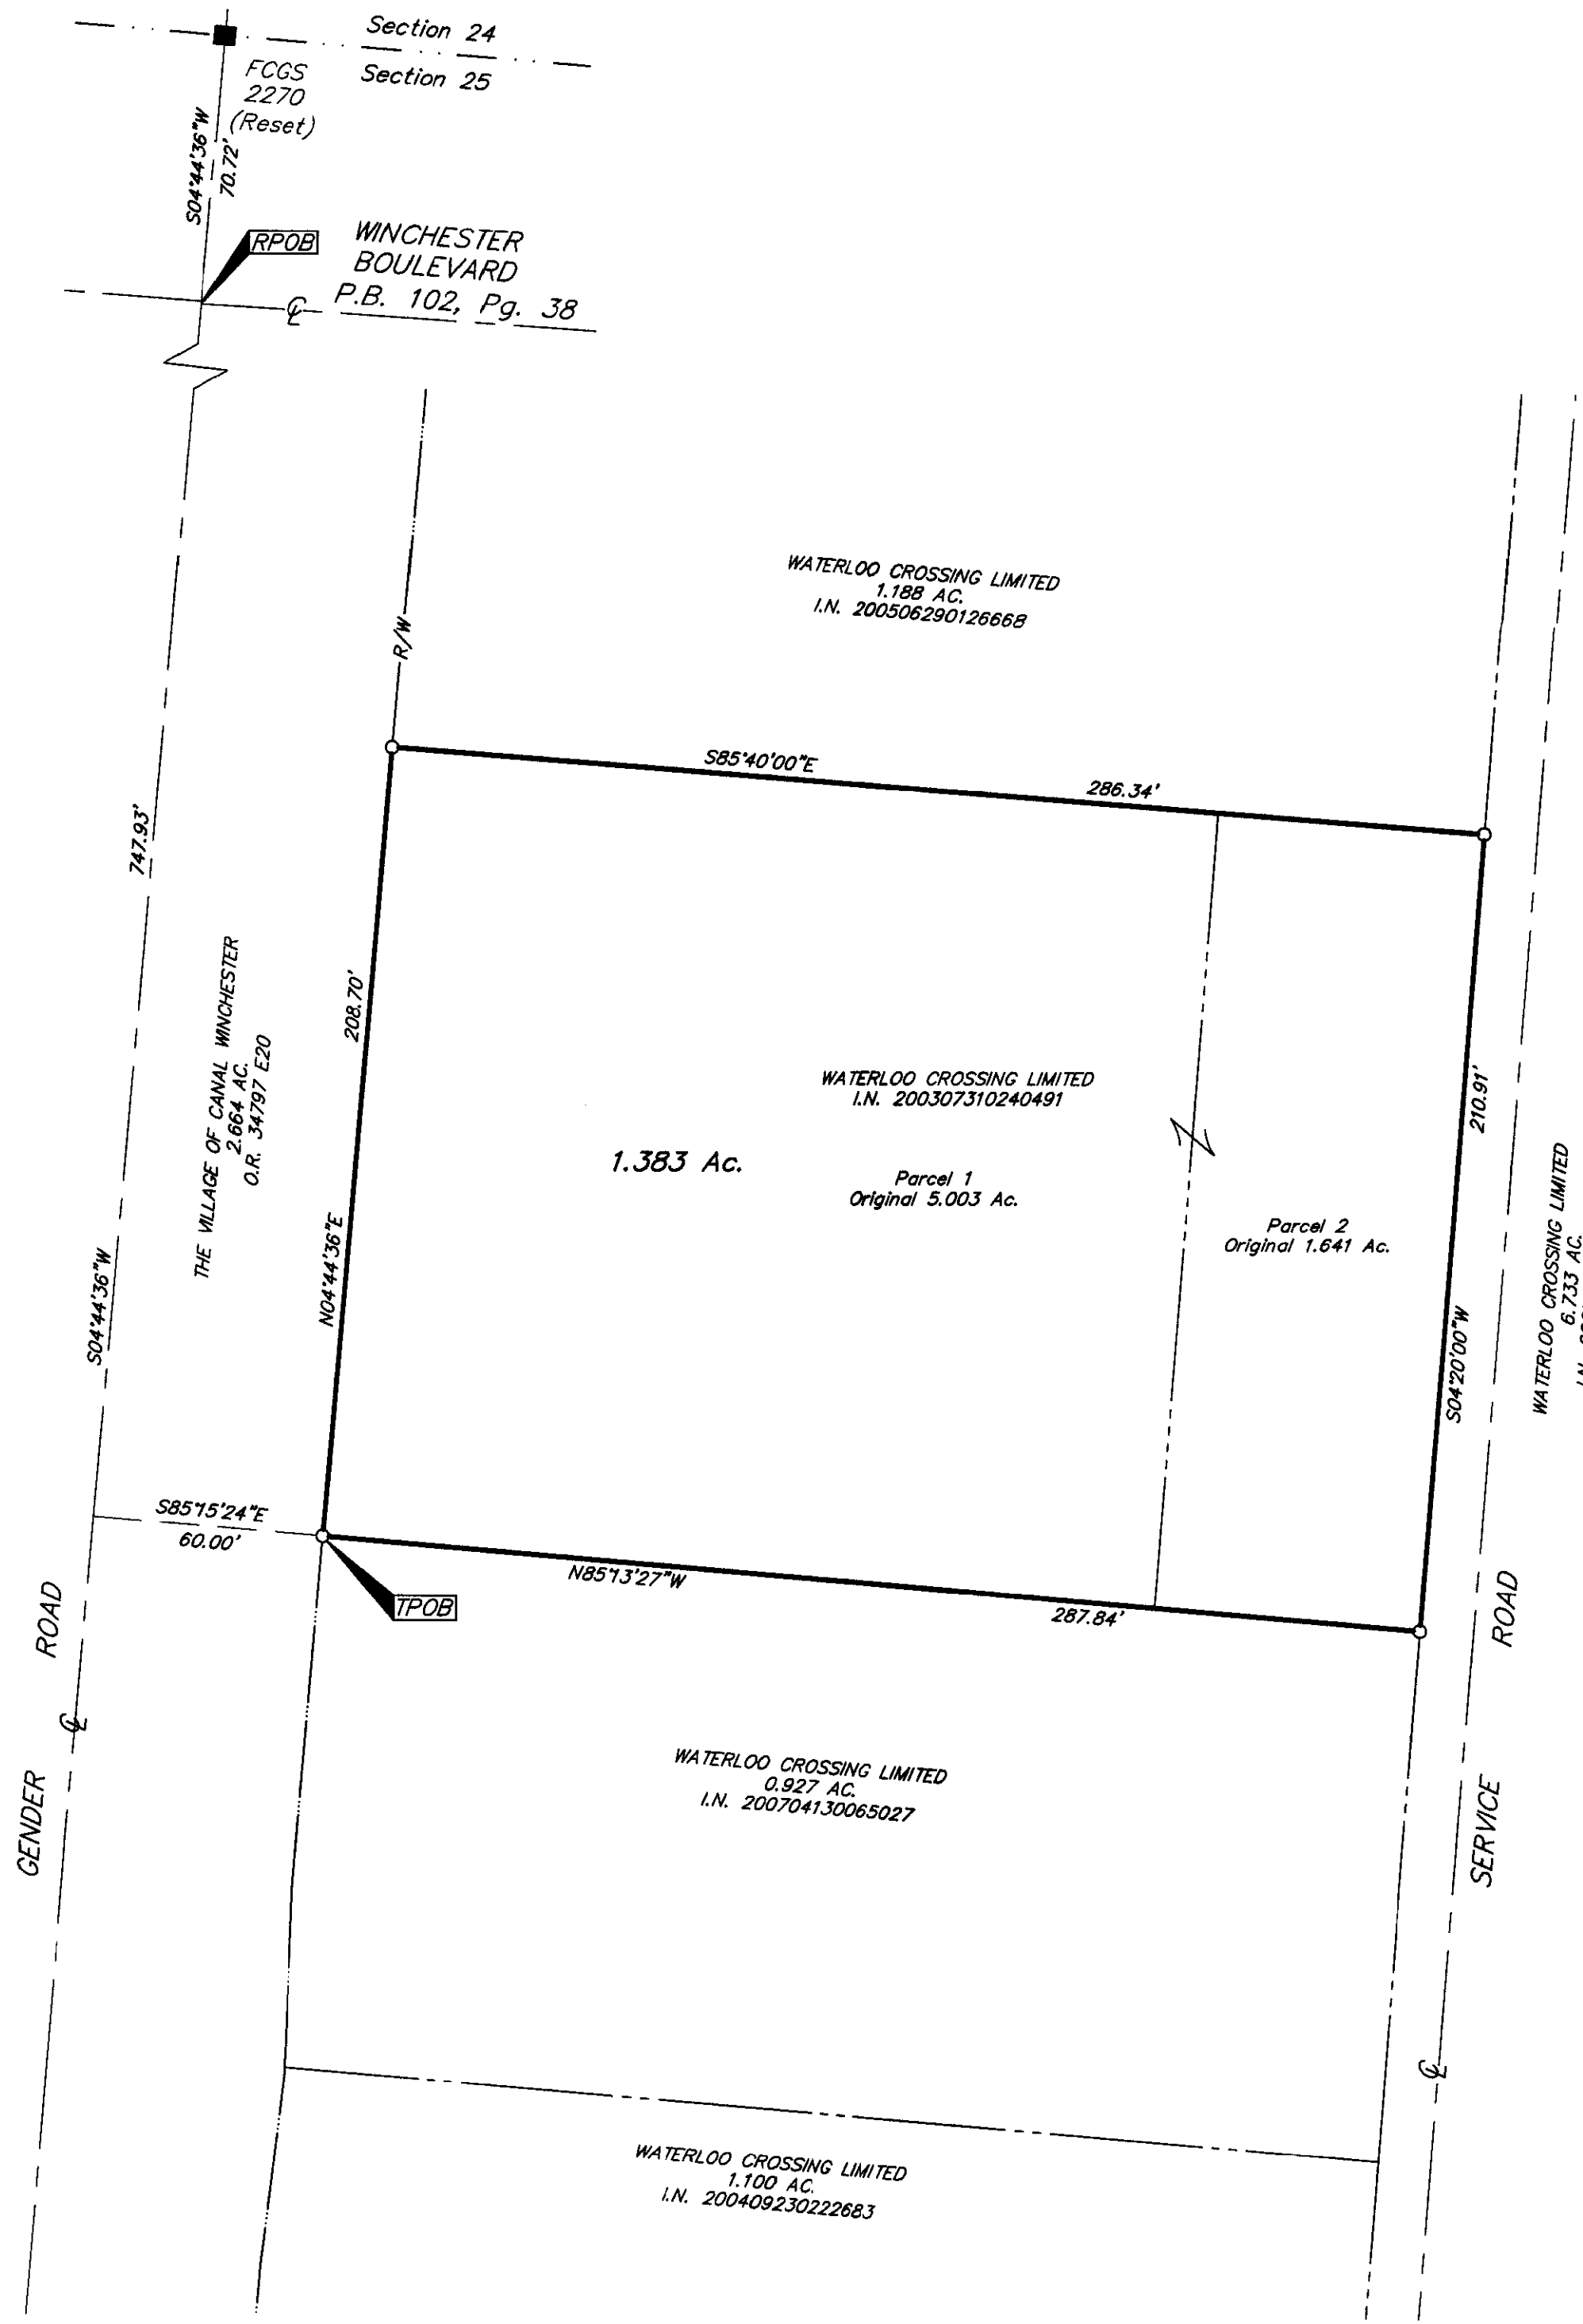 Section 24
Section 25
FCGS
2270
(Reset)
S04°44'36"W
70.72'
RPOB
WINCHESTER
BOULEVARD
P.B. 102, Pg. 38
℄
R/W
WATERLOO CROSSING LIMITED
1.188 AC.
I.N. 200506290126668
S85°40'00"E
286.34'
747.93'
S04°44'36"W
THE VILLAGE OF CANAL WINCHESTER
2.664 AC.
O.R. 34797 E20
208.70'
N04°44'36"E
WATERLOO CROSSING LIMITED
I.N. 200307310240491
1.383 Ac.
Parcel 1
Original 5.003 Ac.
Parcel 2
Original 1.641 Ac.
210.91'
S04°20'00"W
WATERLOO CROSSING LIMITED
6.733 AC.
S85°15'24"E
60.00'
TPOB
N85°13'27"W
287.84'
GENDER ROAD
℄
WATERLOO CROSSING LIMITED
0.927 AC.
I.N. 200704130065027
SERVICE ROAD
℄
WATERLOO CROSSING LIMITED
1.100 AC.
I.N. 200409230222683